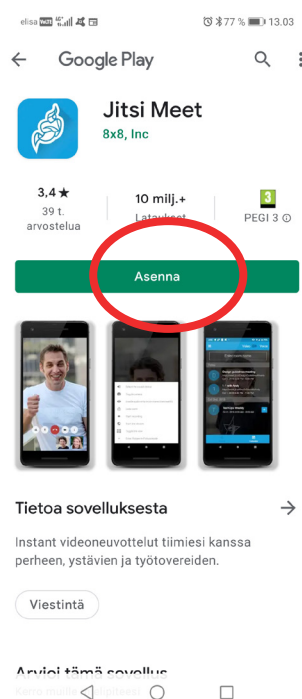 elisa 77 % 13.03
Google Play
Jitsi Meet
8x8, Inc
3,4★
39 t.
arvostelua
10 milj.+
Lataukset
3
PEGI 3
Asenna
Tietoa sovelluksesta
Instant videoneuvottelut tiimiesi kanssa
perheen, ystävien ja työtovereiden.
Viestintä
Arvioi tämä sovellus